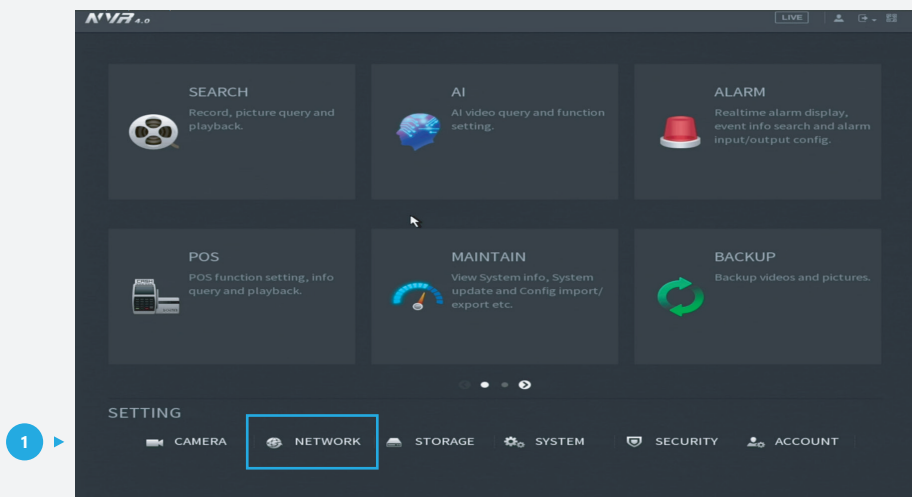 NVR 4.0
LIVE
SEARCH
Record, picture query and
playback.
AI
AI video query and function
setting.
ALARM
Realtime alarm display,
event info search and alarm
input/output config.
POS
POS function setting, info
query and playback.
MAINTAIN
View System info, System
update and Config import/
export etc.
BACKUP
Backup videos and pictures.
SETTING
1
CAMERA NETWORK STORAGE SYSTEM SECURITY ACCOUNT